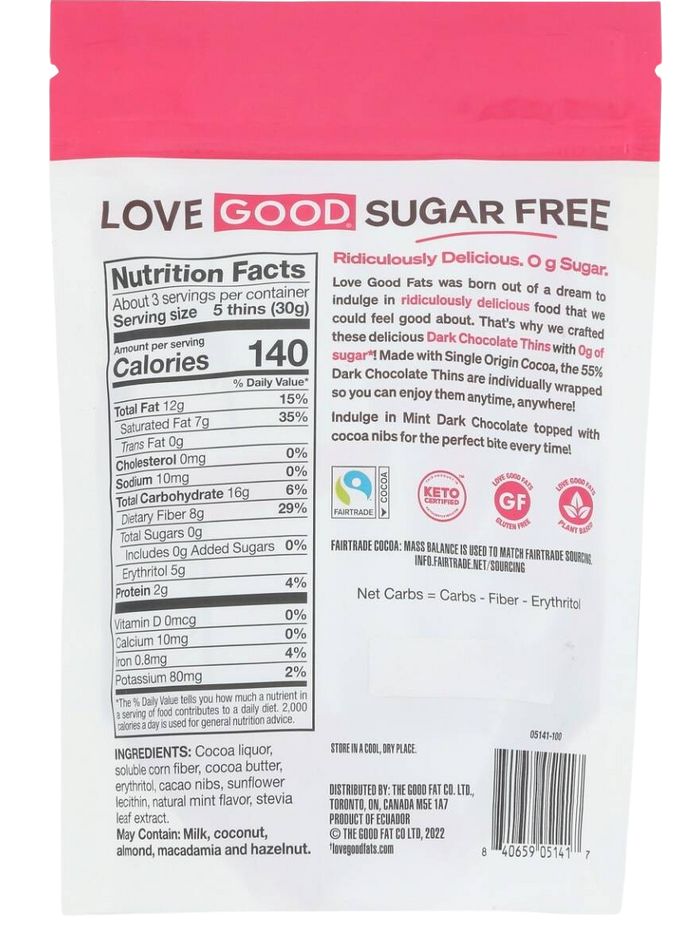 LOVE GOOD SUGAR FREE
Nutrition Facts
About 3 servings per container
Serving size 5 thins (30g)
Amount per serving
Calories 140
% Daily Value*
Total Fat 12g 15%
Saturated Fat 7g 35%
Trans Fat 0g
Cholesterol 0mg 0%
Sodium 10mg 0%
Total Carbohydrate 16g 6%
Dietary Fiber 8g 29%
Total Sugars 0g
Includes 0g Added Sugars 0%
Erythritol 5g
Protein 2g 4%
Vitamin D 0mcg 0%
Calcium 10mg 0%
Iron 0.8mg 4%
Potassium 80mg 2%
*The % Daily Value tells you how much a nutrient in
a serving of food contributes to a daily diet. 2,000
calories a day is used for general nutrition advice.
INGREDIENTS: Cocoa liquor,
soluble corn fiber, cocoa butter,
erythritol, cacao nibs, sunflower
lecithin, natural mint flavor, stevia
leaf extract.
May Contain: Milk, coconut,
almond, macadamia and hazelnut.
Ridiculously Delicious. 0 g Sugar.
Love Good Fats was born out of a dream to
indulge in ridiculously delicious food that we
could feel good about. That's why we crafted
these delicious Dark Chocolate Thins with 0g of
sugar*! Made with Single Origin Cocoa, the 55%
Dark Chocolate Thins are individually wrapped
so you can enjoy them anytime, anywhere!
Indulge in Mint Dark Chocolate topped with
cocoa nibs for the perfect bite every time!
FAIRTRADE
COCOA
KETO
CERTIFIED
LOVE GOOD FATS
GF
GLUTEN FREE
LOVE GOOD FATS
PLANT BASED
FAIRTRADE COCOA: MASS BALANCE IS USED TO MATCH FAIRTRADE SOURCING.
INFO.FAIRTRADE.NET/SOURCING
Net Carbs = Carbs - Fiber - Erythritol
05141-100
STORE IN A COOL, DRY PLACE.
DISTRIBUTED BY: THE GOOD FAT CO. LTD.,
TORONTO, ON, CANADA M5E 1A7
PRODUCT OF ECUADOR
© THE GOOD FAT CO LTD, 2022
lovegoodfats.com
8 40659 05141 7